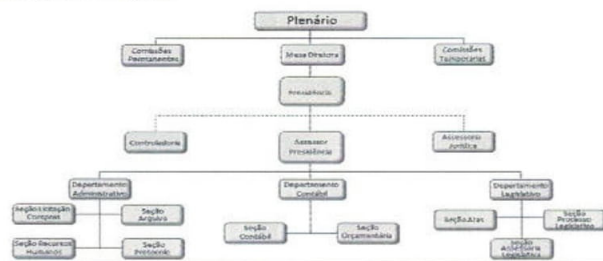 Plenário
Comissões
Permanentes
Mesa Diretora
Comissões
Temporárias
Presidência
Controladoria
Assessor
Presidência
Assessoria
Jurídica
Departamento
Administrativo
Departamento
Contábil
Departamento
Legislativo
Seção Licitação
Compras
Seção
Arquivo
Seção Recursos
Humanos
Seção
Protocolo
Seção
Contábil
Seção
Orçamentária
Seção Atas
Seção
Processo
Legislativo
Seção
Assessoria
Legislativa